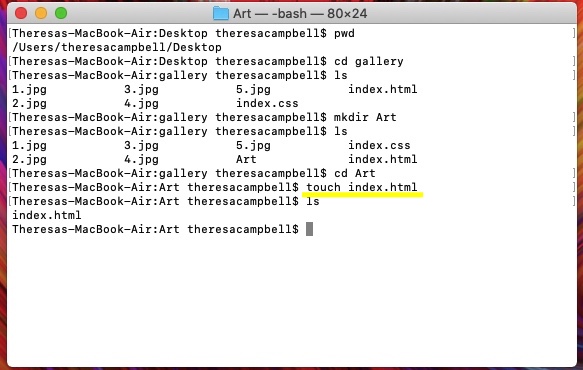 Art — -bash — 80×24
[Theresas-MacBook-Air:Desktop theresacampbell$ pwd ]
/Users/theresacampbell/Desktop
[Theresas-MacBook-Air:Desktop theresacampbell$ cd gallery ]
[Theresas-MacBook-Air:gallery theresacampbell$ ls ]
1.jpg 3.jpg 5.jpg index.html
2.jpg 4.jpg index.css
[Theresas-MacBook-Air:gallery theresacampbell$ mkdir Art ]
[Theresas-MacBook-Air:gallery theresacampbell$ ls ]
1.jpg 3.jpg 5.jpg index.css
2.jpg 4.jpg Art index.html
[Theresas-MacBook-Air:gallery theresacampbell$ cd Art ]
[Theresas-MacBook-Air:Art theresacampbell$ touch index.html ]
[Theresas-MacBook-Air:Art theresacampbell$ ls ]
index.html
Theresas-MacBook-Air:Art theresacampbell$